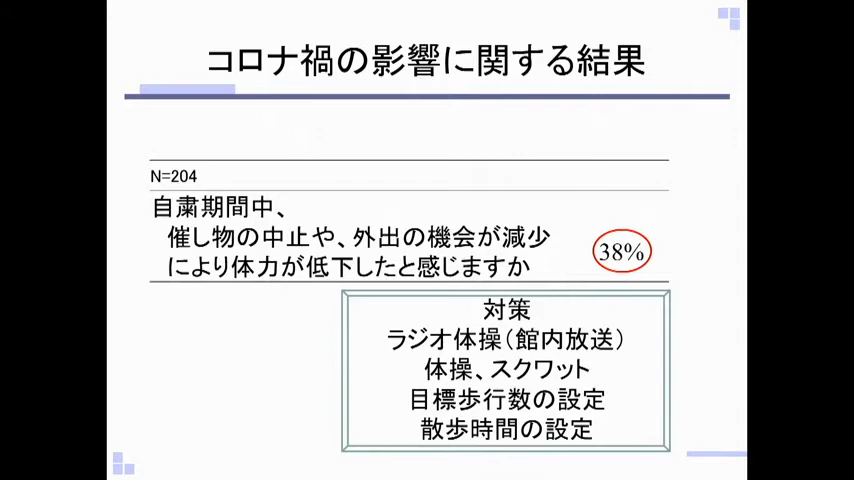 コロナ禍の影響に関する結果
N=204
自粛期間中、
催し物の中止や、外出の機会が減少
により体力が低下したと感じますか
38%
対策
ラジオ体操（館内放送）
体操、スクワット
目標歩行数の設定
散歩時間の設定